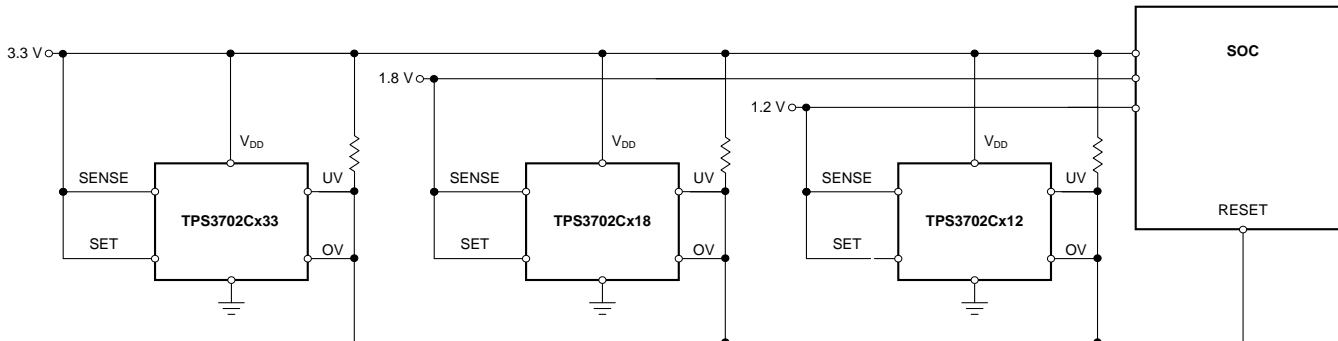 3.3 V
SOC
1.8 V
1.2 V
VDD
VDD
VDD
SENSE
UV
SENSE
UV
SENSE
UV
TPS3702Cx33
TPS3702Cx18
TPS3702Cx12
RESET
SET
OV
SET
OV
SET
OV